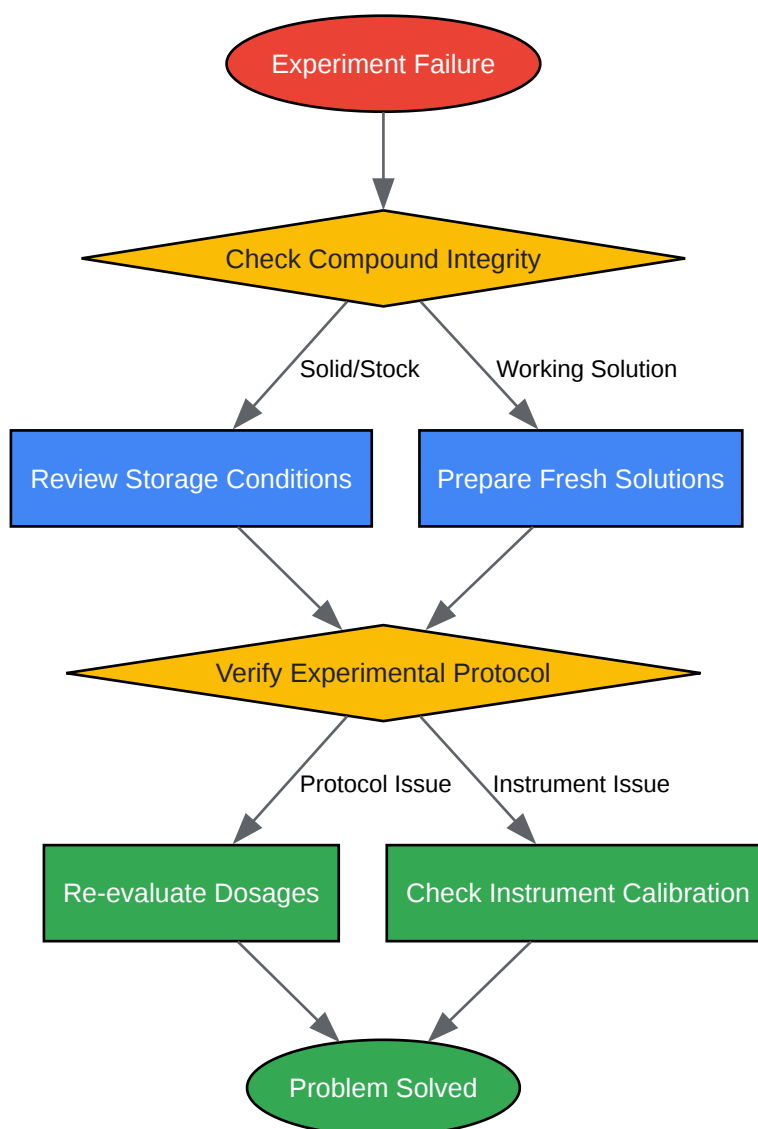 Experiment Failure
Check Compound Integrity
Solid/Stock
Working Solution
Review Storage Conditions
Prepare Fresh Solutions
Verify Experimental Protocol
Protocol Issue
Instrument Issue
Re-evaluate Dosages
Check Instrument Calibration
Problem Solved